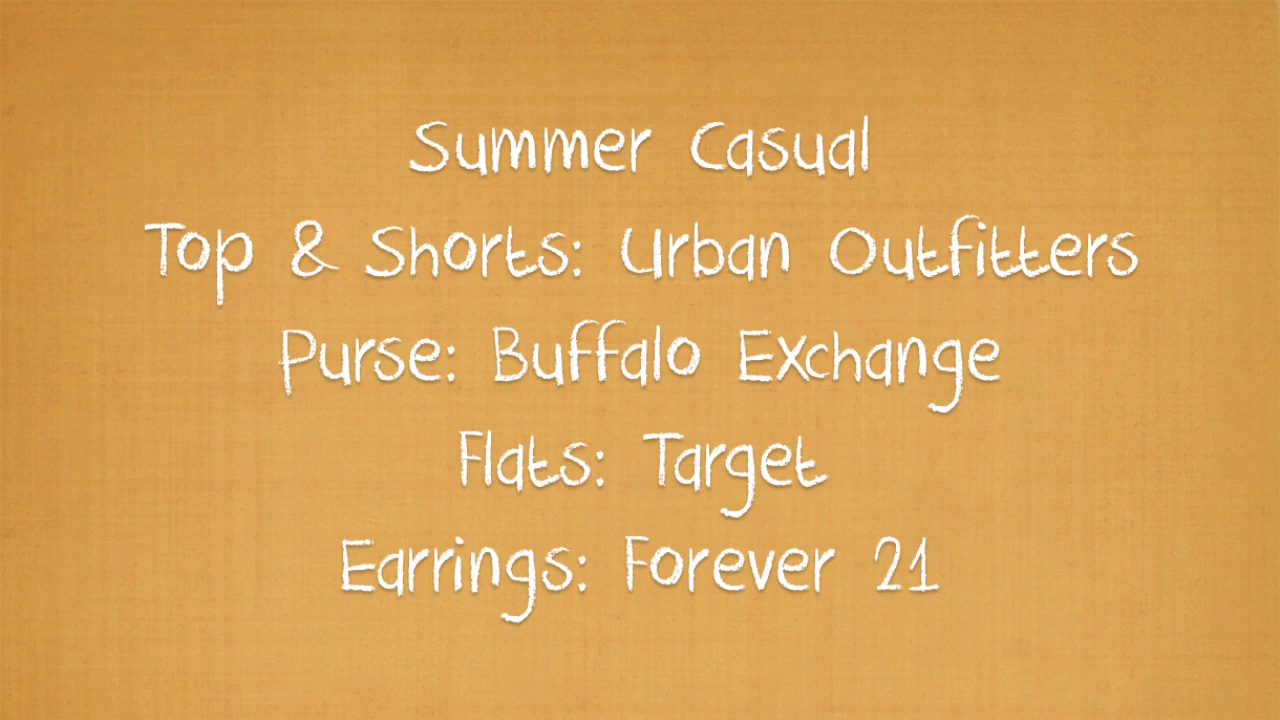 Summer Casual
Top & Shorts: Urban Outfitters
Purse: Buffalo Exchange
Flats: Target
Earrings: Forever 21